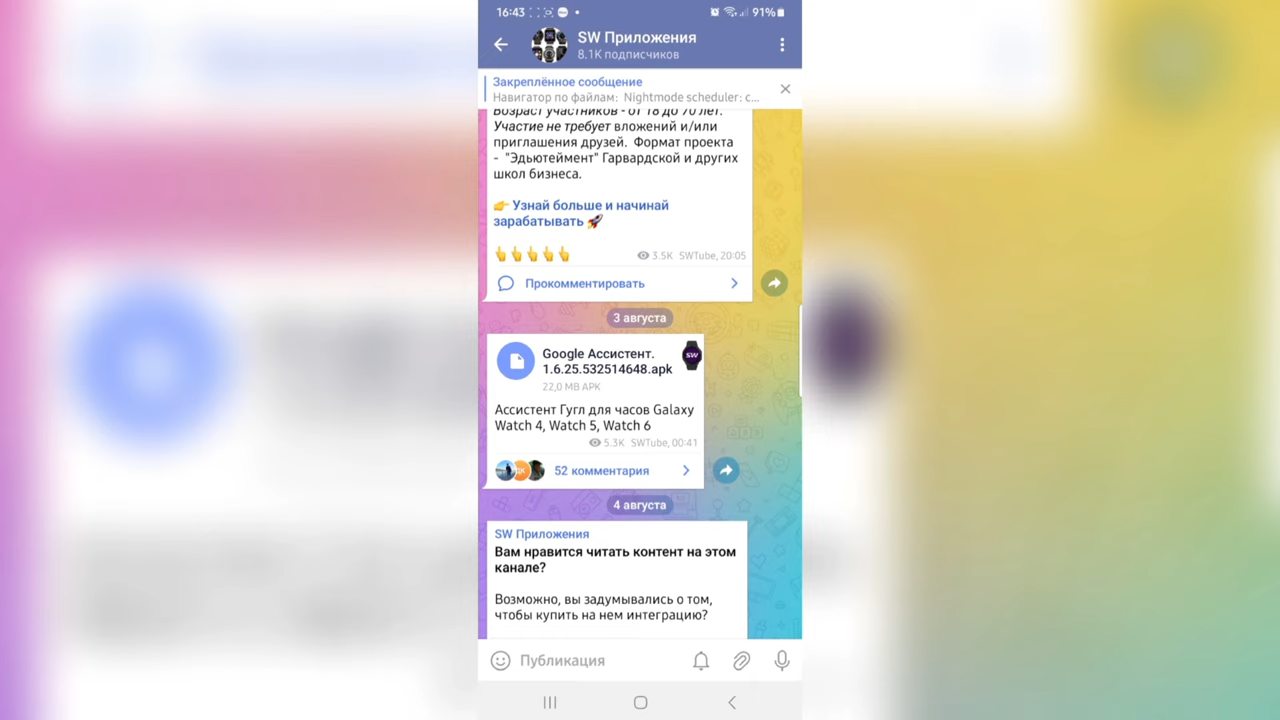 16:43
91%
SW Приложения
8.1K подписчиков
Закреплённое сообщение
Навигатор по файлам: Nightmode scheduler: с...
Возраст участников - от 18 до 70 лет.
Участие не требует вложений и/или
приглашения друзей. Формат проекта
- "Эдьютеймент" Гарвардской и других
школ бизнеса.
👉 Узнай больше и начинай
зарабатывать 🚀
👆👆👆👆👆
3.5K SWTube, 20:05
Прокомментировать
3 августа
Google Ассистент.
1.6.25.532514648.apk
SW
22,0 MB APK
Ассистент Гугл для часов Galaxy
Watch 4, Watch 5, Watch 6
5.3K SWTube, 00:41
52 комментария
4 августа
SW Приложения
Вам нравится читать контент на этом
канале?
Возможно, вы задумывались о том,
чтобы купить на нем интеграцию?
Публикация